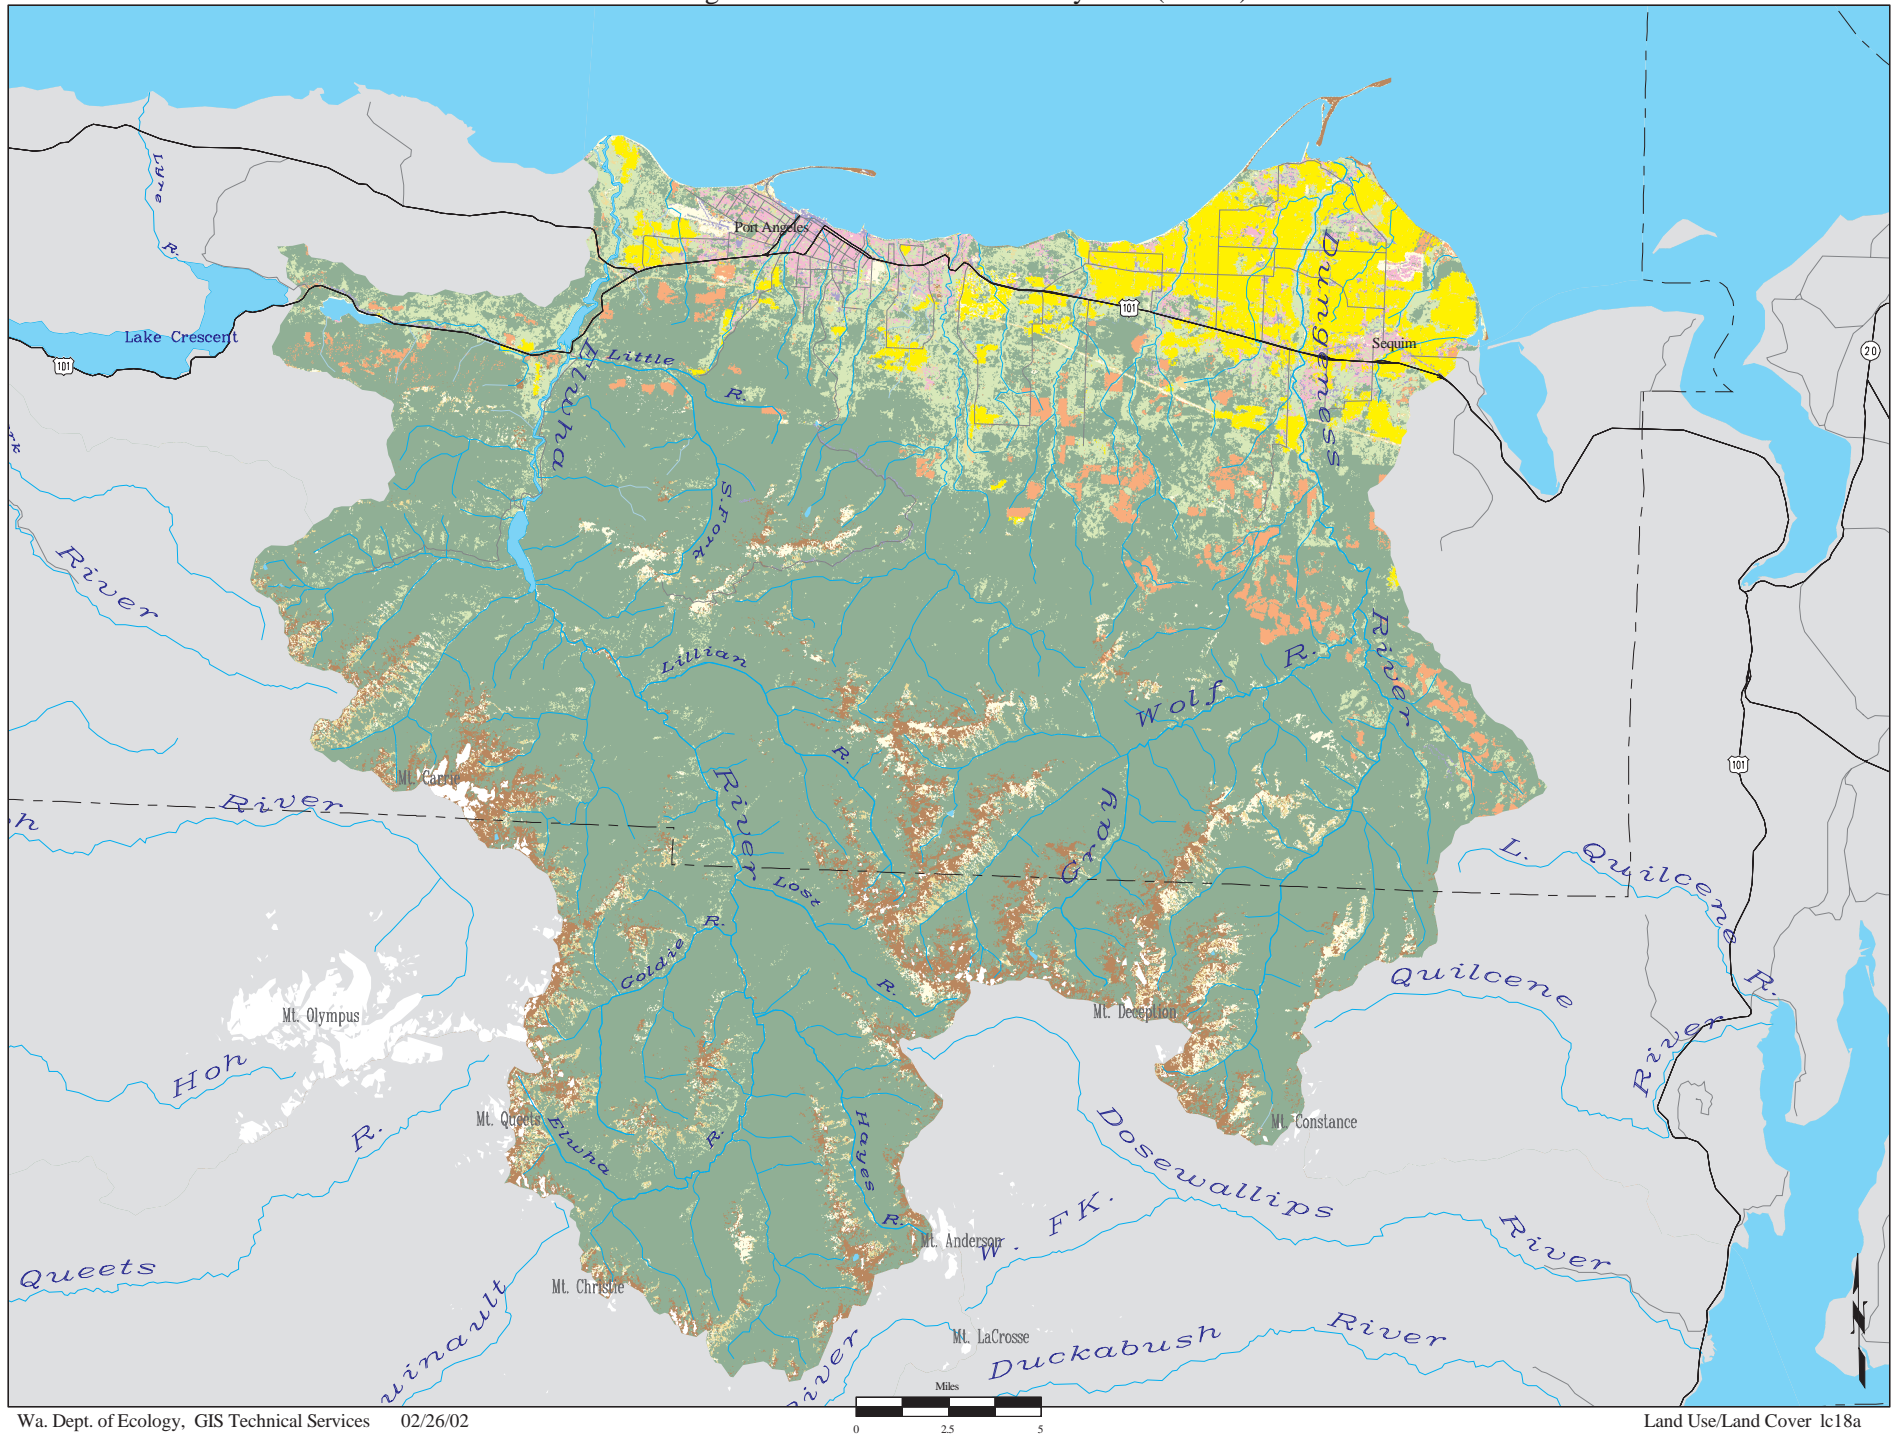 Lyre
R.
Port Angeles
Dungeness
101
Lake Crescent
101
Sequim
20
Elwha
Little
R.
S. Fork
River
River
Lillian
R.
Wolf
R.
River
Mt. Carrie
River
101
River
Gray
L. Quilcene
R.
Lost
R.
Goldie
R.
Quilcene
River
Mt. Olympus
Mt. Deception
Hoh
R.
Mt. Queets
Elwha
R.
Hayes
R.
Mt. Constance
Dosewallips
River
W. FK.
Mt. Anderson
Queets
Mt. Christie
Mt. LaCrosse
Duckabush
River
N
Miles
0 2.5 5
Wa. Dept. of Ecology, GIS Technical Services 02/26/02
Land Use/Land Cover lc18a